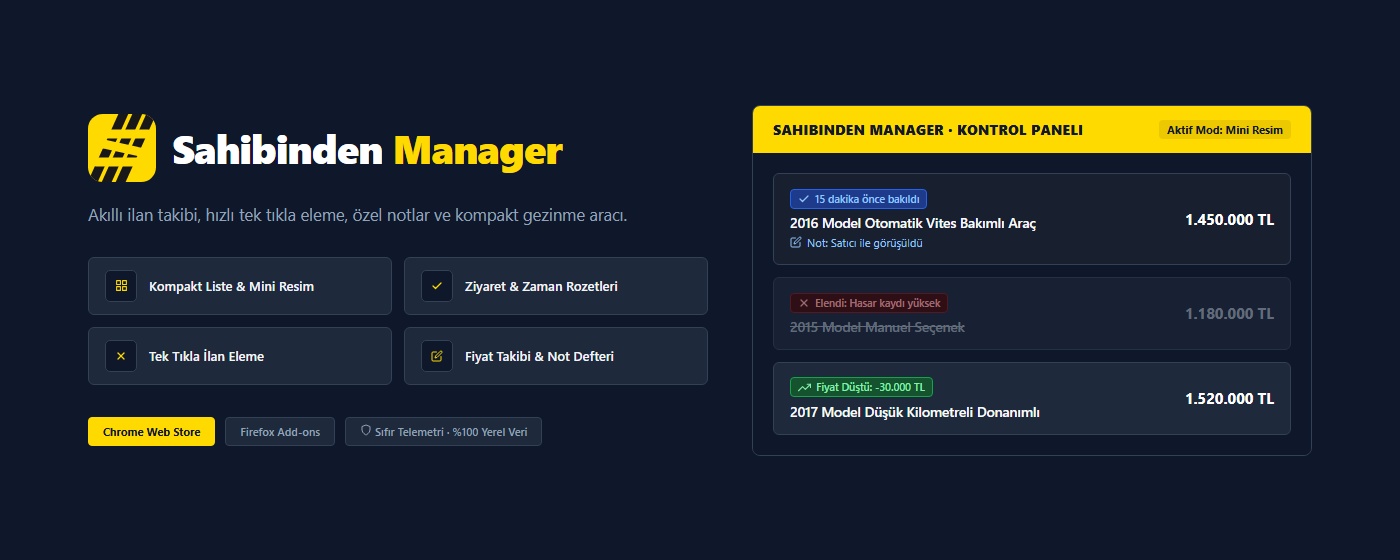 Sahibinden Manager
Akıllı ilan takibi, hızlı tek tıkla eleme, özel notlar ve kompakt gezinme aracı.
Kompakt Liste & Mini Resim
Ziyaret & Zaman Rozetleri
Tek Tıkla İlan Eleme
Fiyat Takibi & Not Defteri
Chrome Web Store
Firefox Add-ons
Sıfır Telemetri · %100 Yerel Veri
SAHIBINDEN MANAGER · KONTROL PANELI
Aktif Mod: Mini Resim
15 dakika önce bakıldı
2016 Model Otomatik Vites Bakımlı Araç
1.450.000 TL
Not: Satıcı ile görüşüldü
Elendi: Hasar kaydı yüksek
2015 Model Manuel Seçenek
1.180.000 TL
Fiyat Düştü: -30.000 TL
2017 Model Düşük Kilometreli Donanımlı
1.520.000 TL